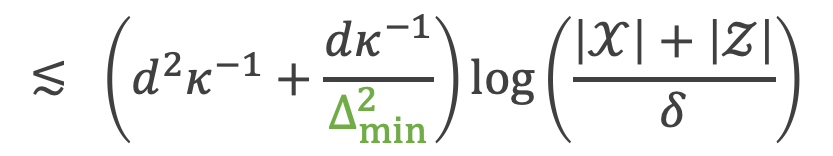 ≲ (d²κ⁻¹ + dκ⁻¹/Δ²_min) log((|𝒳| + |𝒵|)/δ)